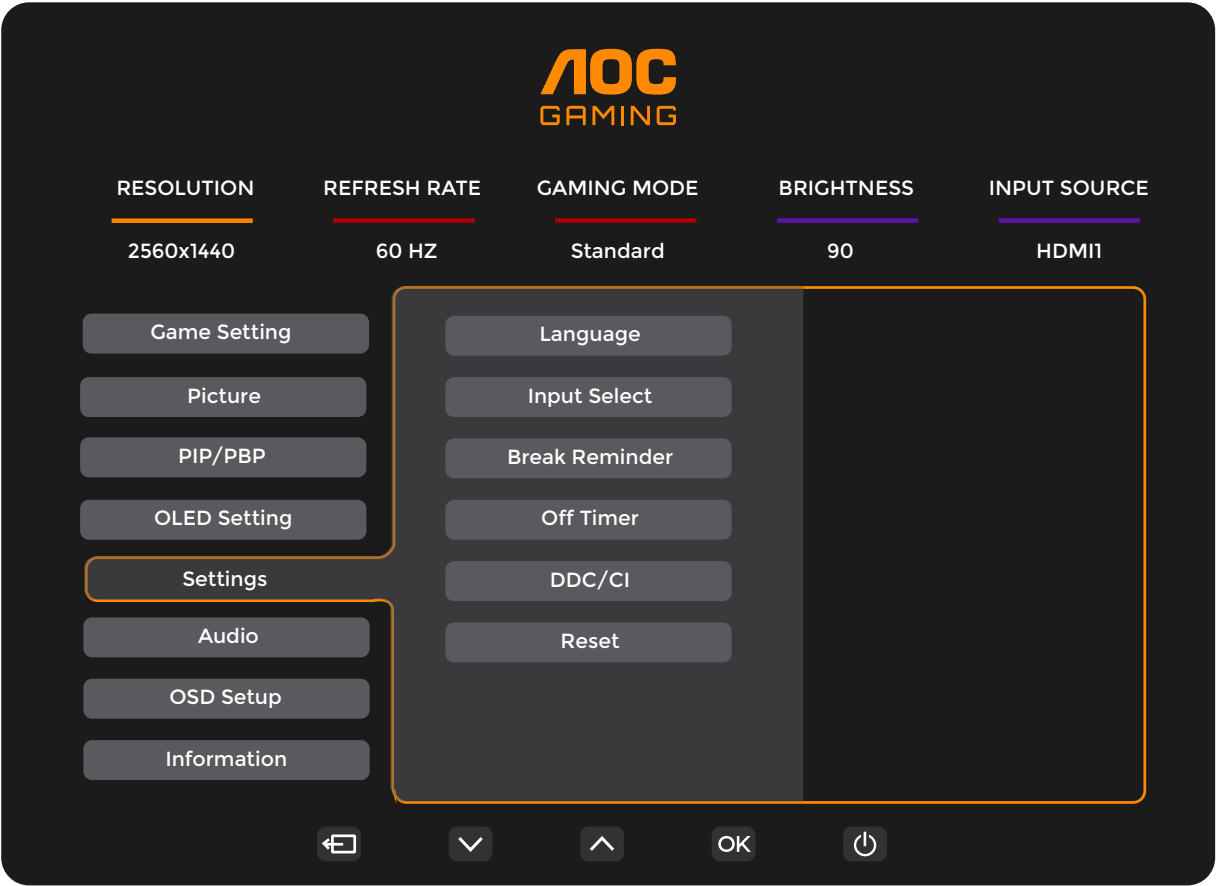 AOC
GAMING
RESOLUTION REFRESH RATE GAMING MODE BRIGHTNESS INPUT SOURCE
2560x1440 60 HZ Standard 90 HDMI1
Game Setting
Picture
PIP/PBP
OLED Setting
Settings
Audio
OSD Setup
Information
Language
Input Select
Break Reminder
Off Timer
DDC/CI
Reset
OK